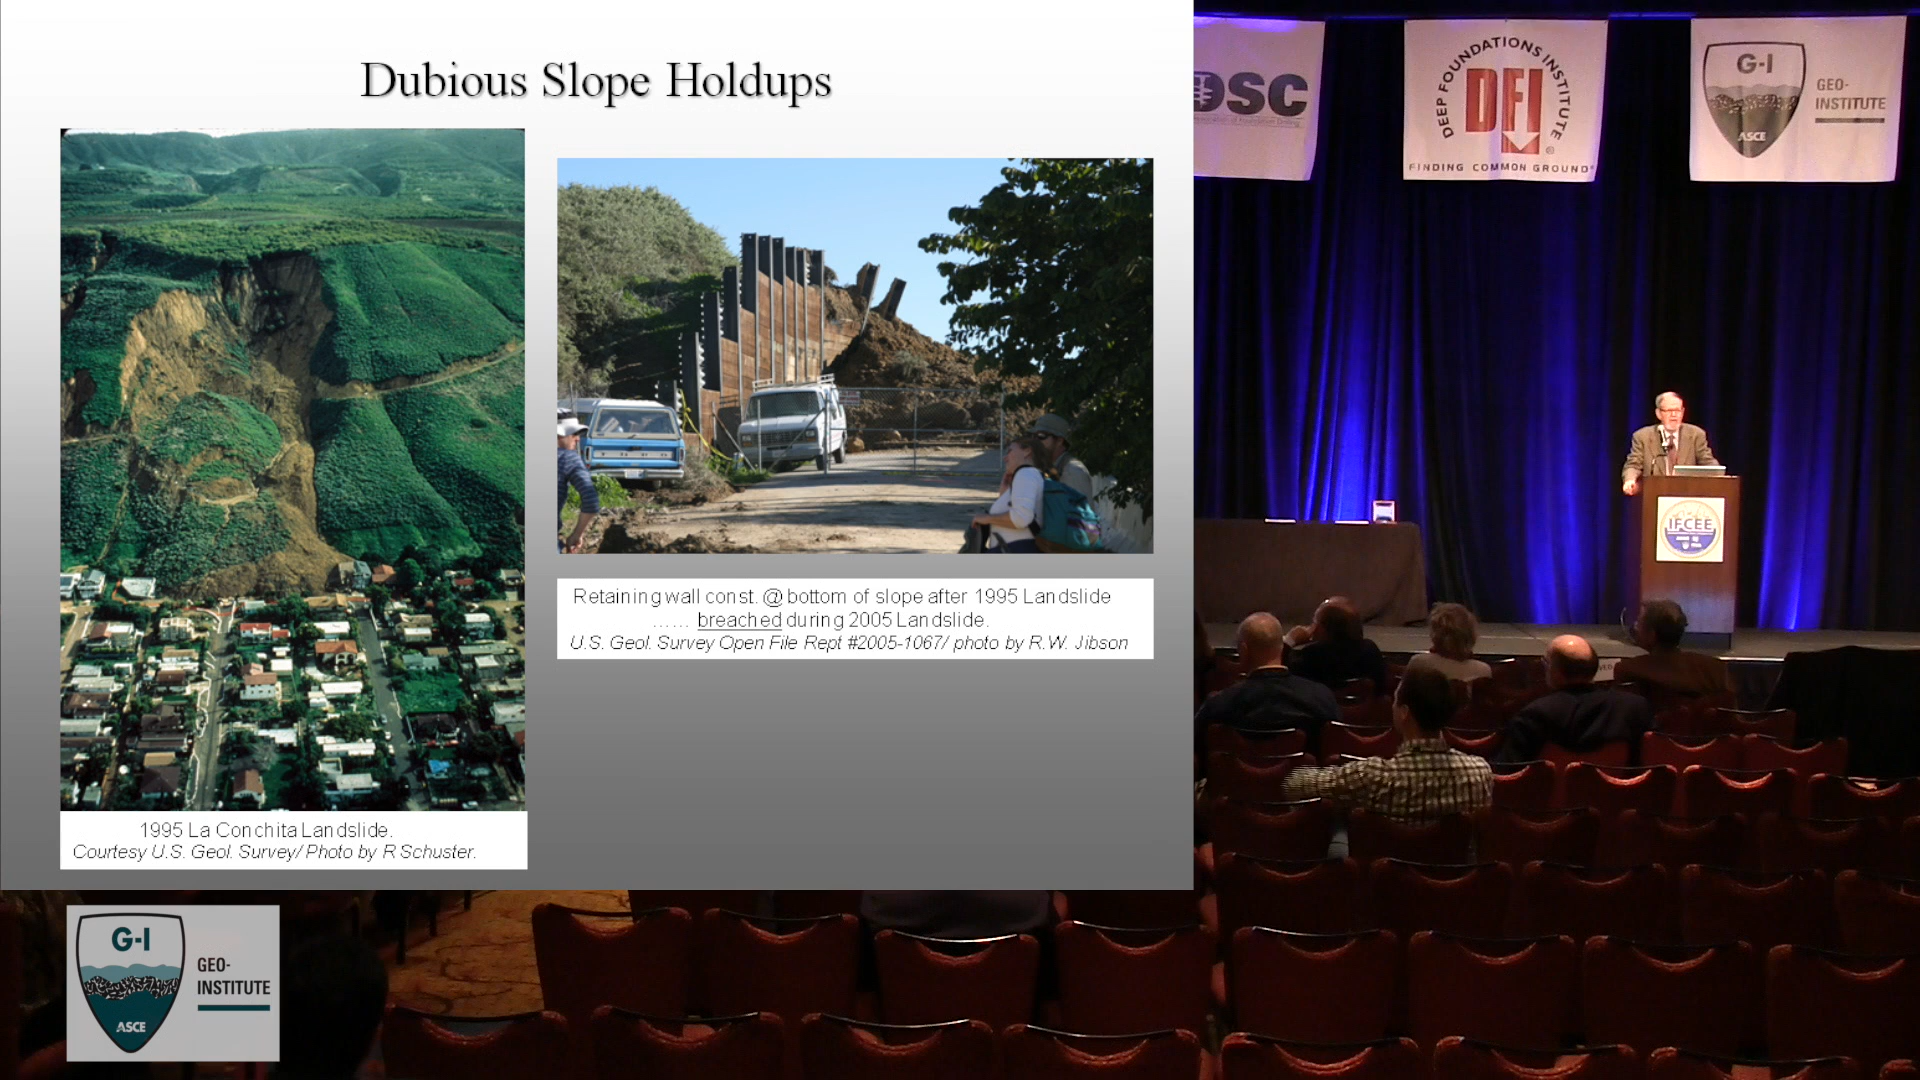 Dubious Slope Holdups
Retaining wall const. @ bottom of slope after 1995 Landslide
...... breached during 2005 Landslide.
U.S. Geol. Survey Open File Rept #2005-1067/ photo by R.W. Jibson
1995 La Conchita Landslide.
Courtesy U.S. Geol. Survey/ Photo by R Schuster.
G-I
GEO-
INSTITUTE
ASCE
DSC
DEEP FOUNDATIONS INSTITUTE
DFI
®
FINDING COMMON GROUND®
G-I
GEO-
INSTITUTE
ASCE
IFCEE